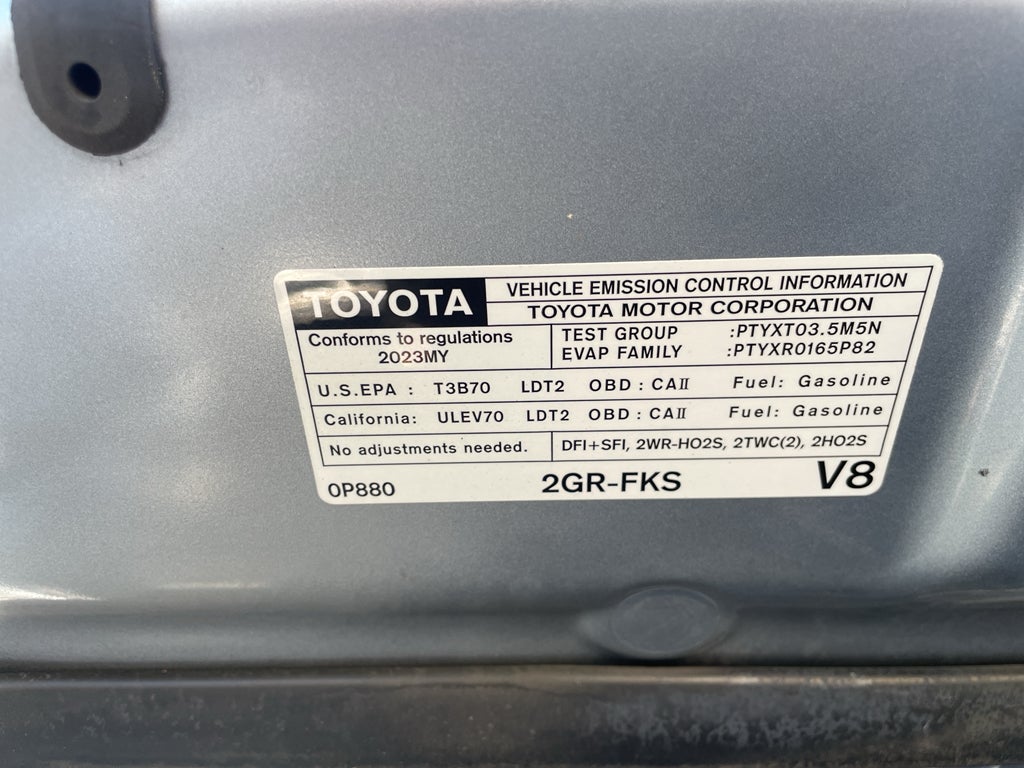 TOYOTA
VEHICLE EMISSION CONTROL INFORMATION
TOYOTA MOTOR CORPORATION
Conforms to regulations
2023MY
TEST GROUP :PTYXT03.5M5N
EVAP FAMILY :PTYXR0165P82
U.S.EPA : T3B70 LDT2 OBD : CAⅡ Fuel: Gasoline
California: ULEV70 LDT2 OBD : CAⅡ Fuel: Gasoline
No adjustments needed.
DFI+SFI, 2WR-HO2S, 2TWC(2), 2HO2S
0P880 2GR-FKS V8